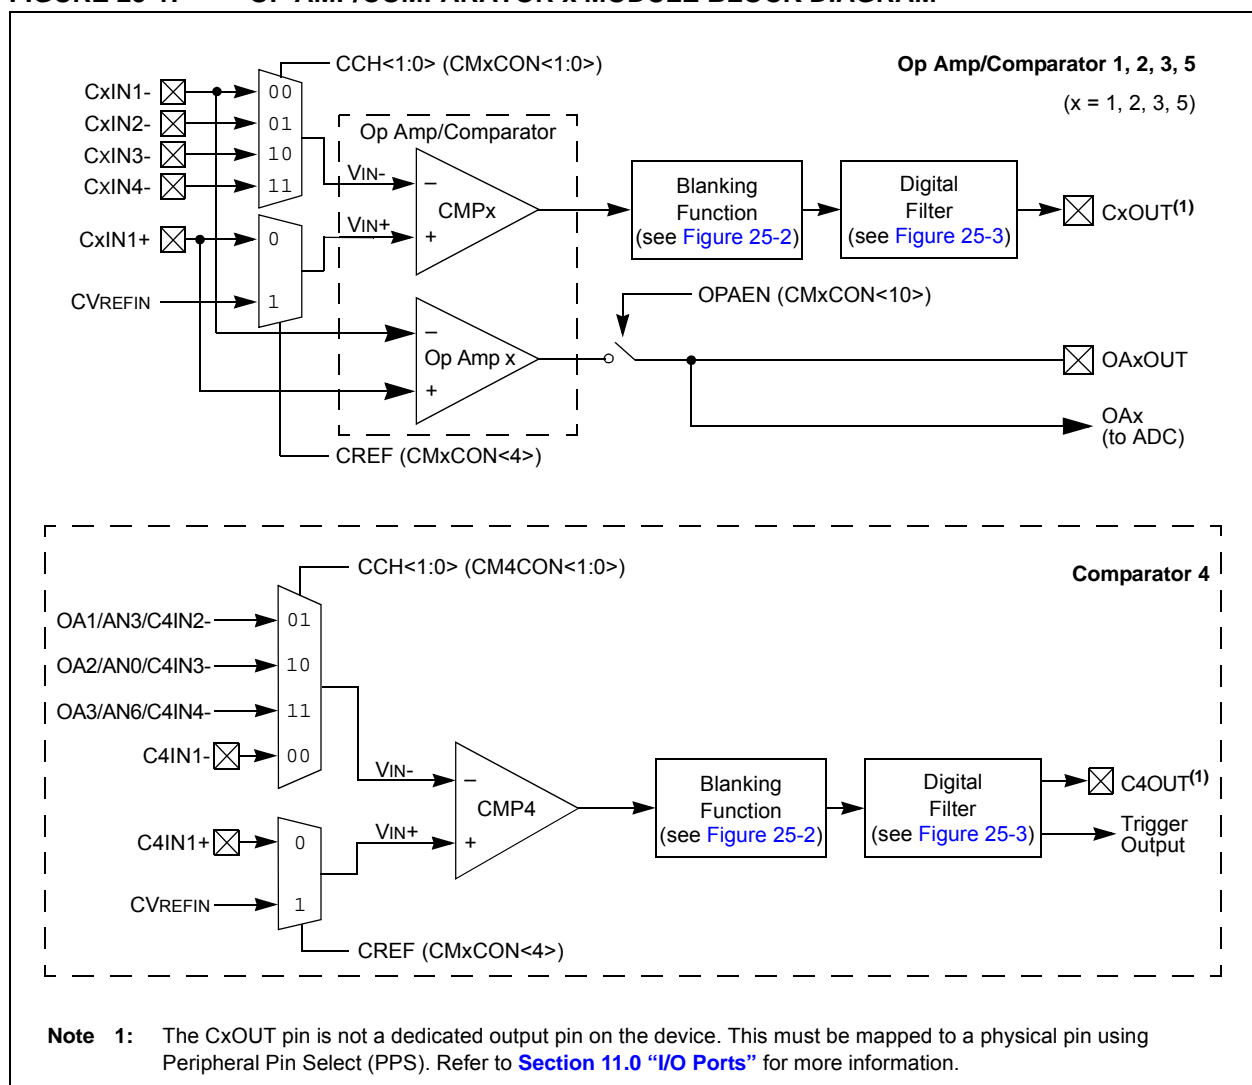 Op Amp/Comparator 1, 2, 3, 5
(x = 1, 2, 3, 5)
CCH<1:0> (CMxCON<1:0>)
CxIN1-
00
CxIN2-
01
CxIN3-
10
CxIN4-
11
Op Amp/Comparator
VIN-
–
CMPx
VIN+
+
Blanking
Function
(see Figure 25-2)
Digital
Filter
(see Figure 25-3)
CxOUT(1)
CxIN1+
0
CVREFIN
1
OPAEN (CMxCON<10>)
–
Op Amp x
+
OAxOUT
OAx
(to ADC)
CREF (CMxCON<4>)
CCH<1:0> (CM4CON<1:0>)
Comparator 4
OA1/AN3/C4IN2-
01
OA2/AN0/C4IN3-
10
OA3/AN6/C4IN4-
11
C4IN1-
00
VIN-
–
CMP4
VIN+
+
Blanking
Function
(see Figure 25-2)
Digital
Filter
(see Figure 25-3)
C4OUT(1)
Trigger
Output
C4IN1+
0
CVREFIN
1
CREF (CMxCON<4>)
Note 1: The CxOUT pin is not a dedicated output pin on the device. This must be mapped to a physical pin using
Peripheral Pin Select (PPS). Refer to Section 11.0 “I/O Ports” for more information.